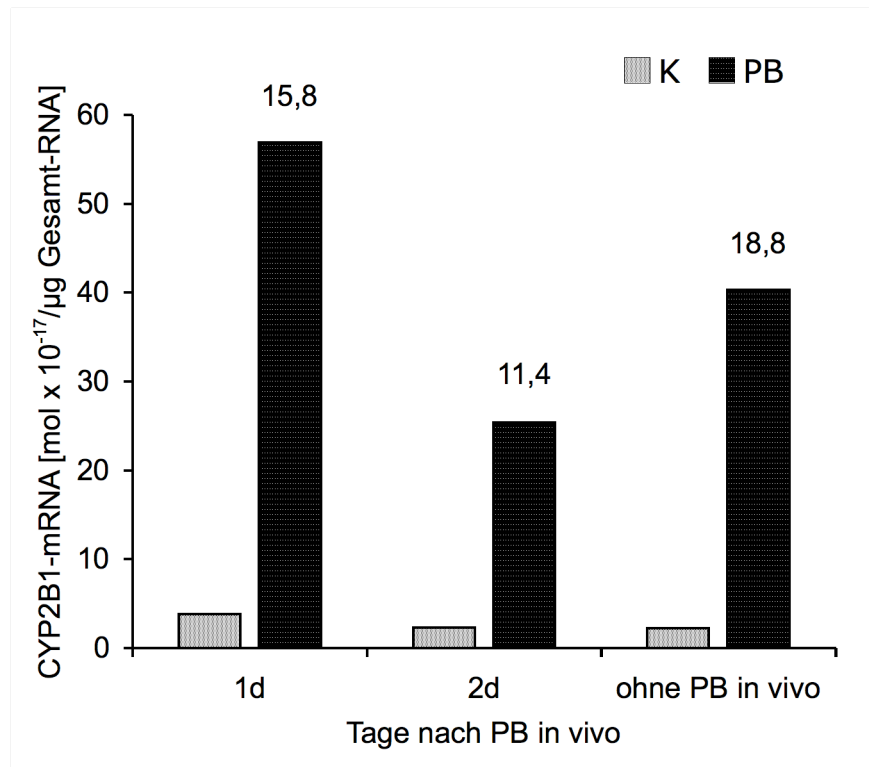 K PB
CYP2B1-mRNA [mol x 10⁻¹⁷/µg Gesamt-RNA]
60
50
40
30
20
10
0
15,8
11,4
18,8
1d 2d ohne PB in vivo
Tage nach PB in vivo